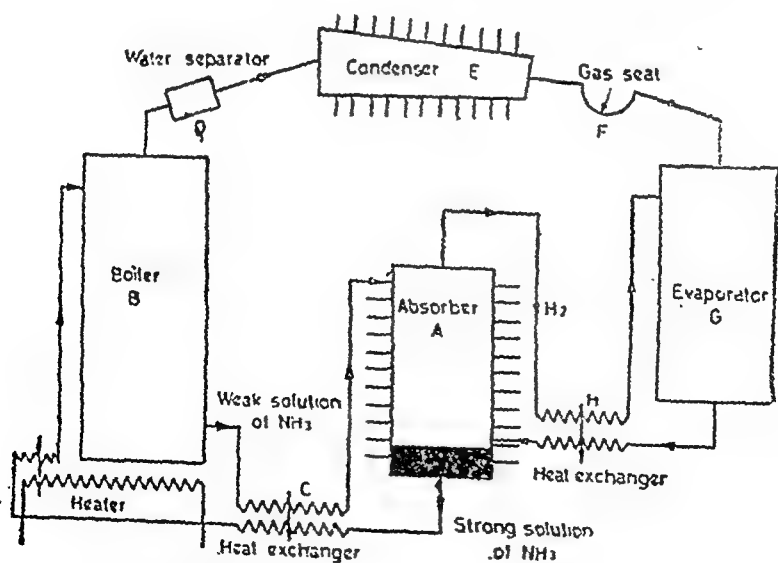 Water separator
Condenser E
Gas seat
F
Boiler
B
Absorber
A
H2
Evaporator
G
Weak solution
of NH3
H
Heat exchanger
C
Heater
Heat exchanger
Strong solution
of NH3